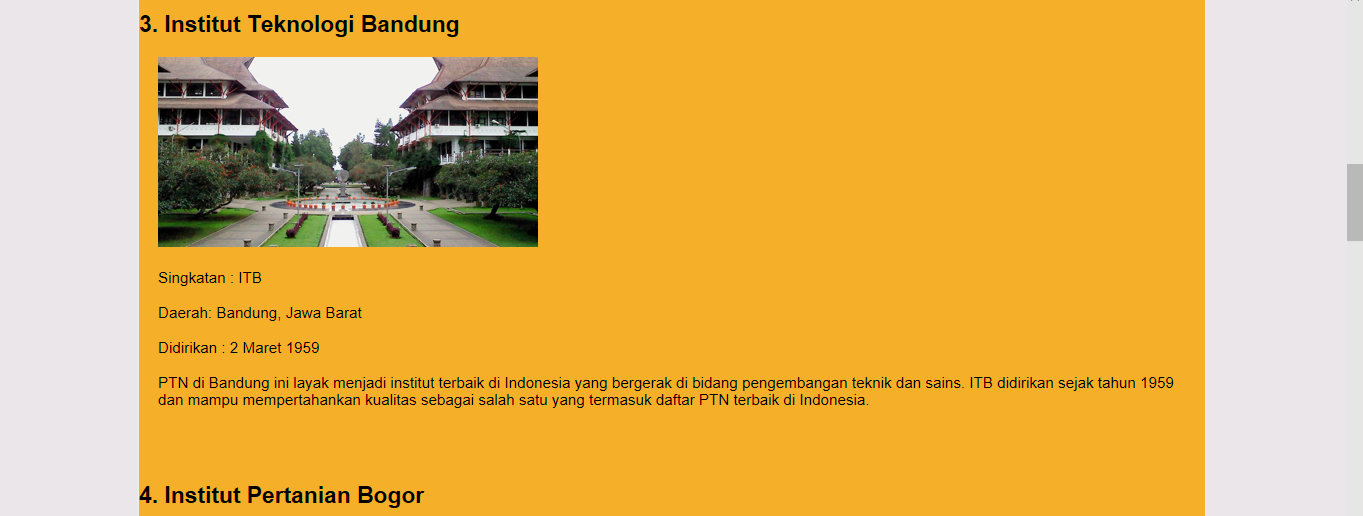 3. Institut Teknologi Bandung
Singkatan : ITB
Daerah: Bandung, Jawa Barat
Didirikan : 2 Maret 1959
PTN di Bandung ini layak menjadi institut terbaik di Indonesia yang bergerak di bidang pengembangan teknik dan sains. ITB didirikan sejak tahun 1959
dan mampu mempertahankan kualitas sebagai salah satu yang termasuk daftar PTN terbaik di Indonesia.
4. Institut Pertanian Bogor